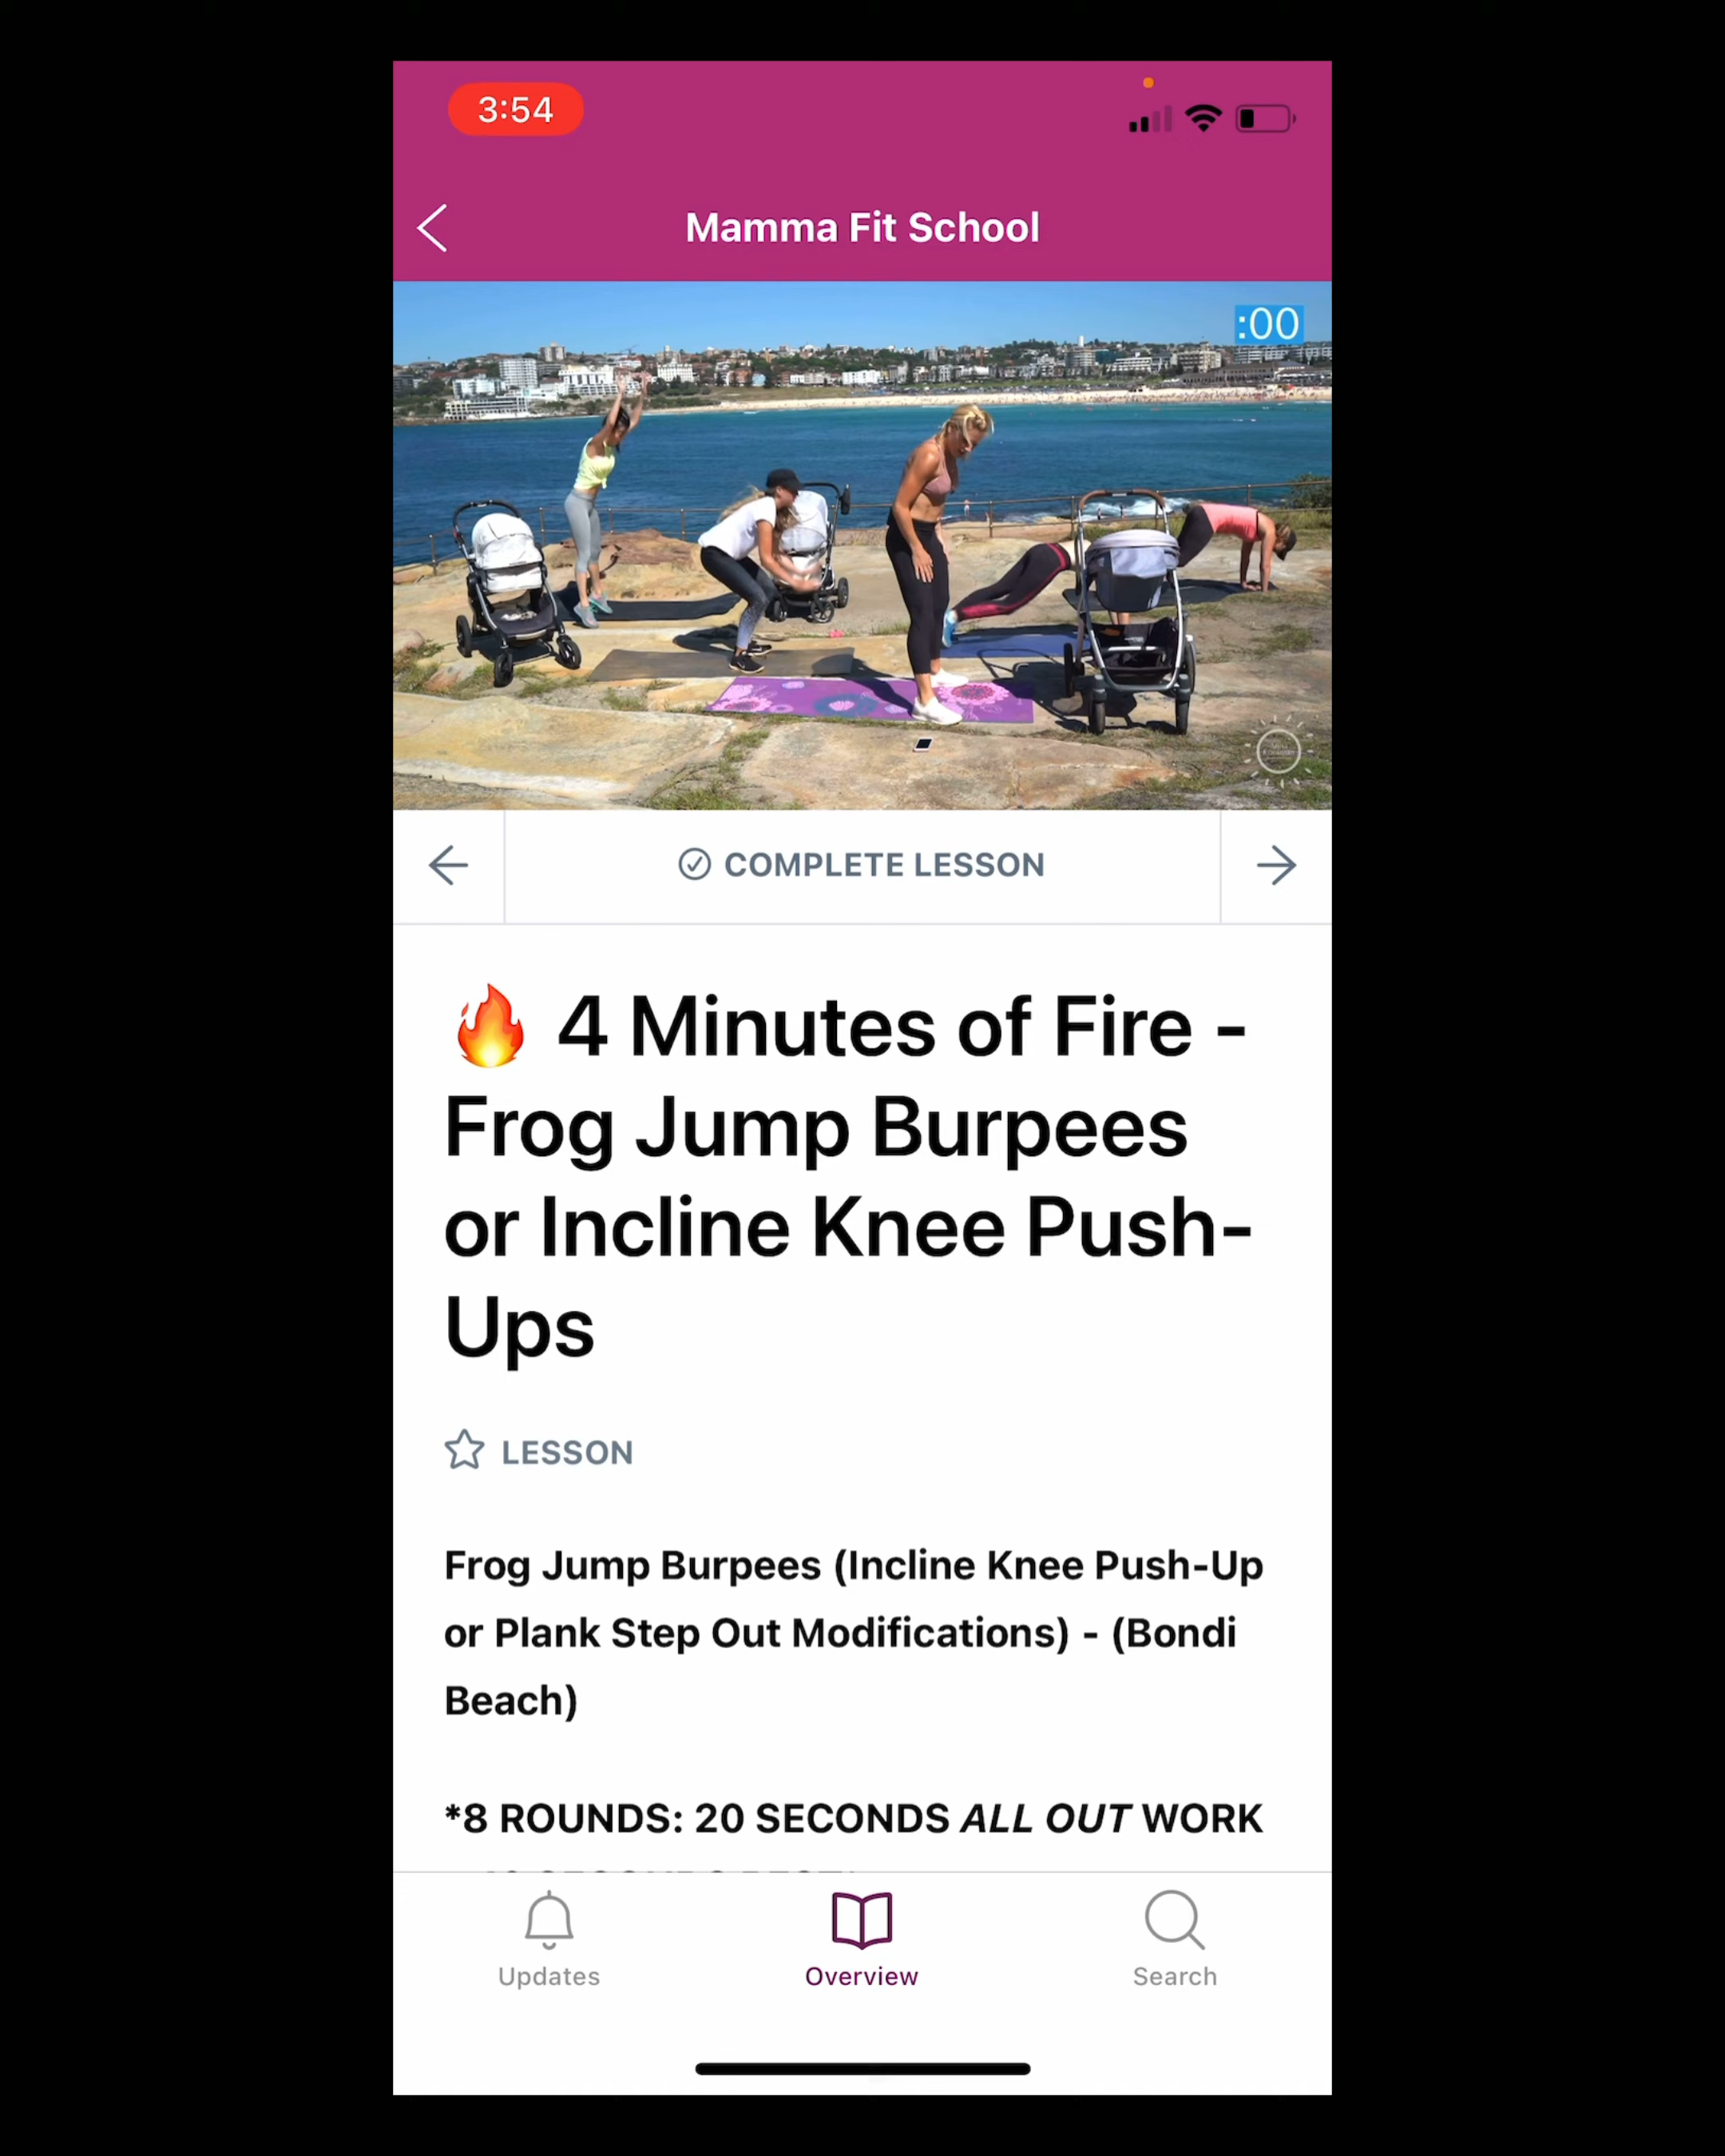 3:54
Mamma Fit School
:00
COMPLETE LESSON
🔥 4 Minutes of Fire -
Frog Jump Burpees
or Incline Knee Push-
Ups
LESSON
Frog Jump Burpees (Incline Knee Push-Up
or Plank Step Out Modifications) - (Bondi
Beach)
*8 ROUNDS: 20 SECONDS ALL OUT WORK
Updates
Overview
Search